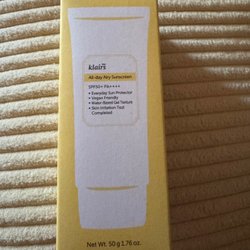 klairs
All-day Airy Sunscreen
SPF50+ PA++++
• Everyday Sun Protector
• Vegan Friendly
• Water-Based Gel Texture
• Skin Irritation Test
Completed
Net. Wt. 50 g 1.76 oz.